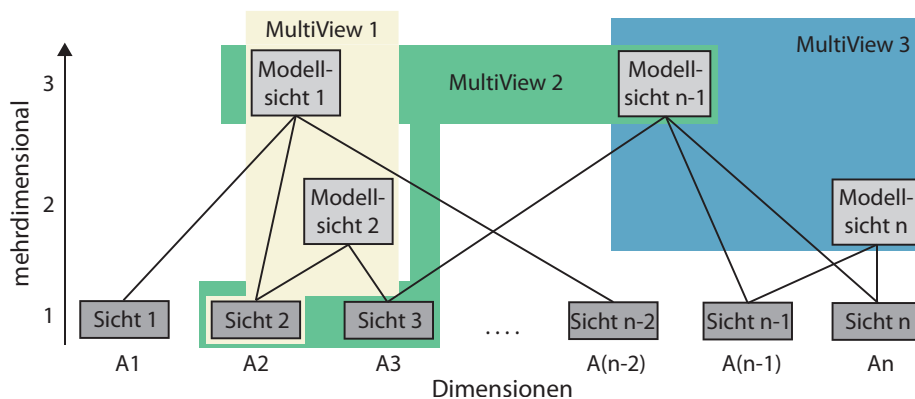 MultiView 1
MultiView 2
MultiView 3
mehrdimensional
3
2
1
Modell-
sicht 1
Modell-
sicht n-1
Modell-
sicht 2
Modell-
sicht n
Sicht 1
Sicht 2
Sicht 3
....
Sicht n-2
Sicht n-1
Sicht n
A1
A2
A3
A(n-2)
A(n-1)
An
Dimensionen